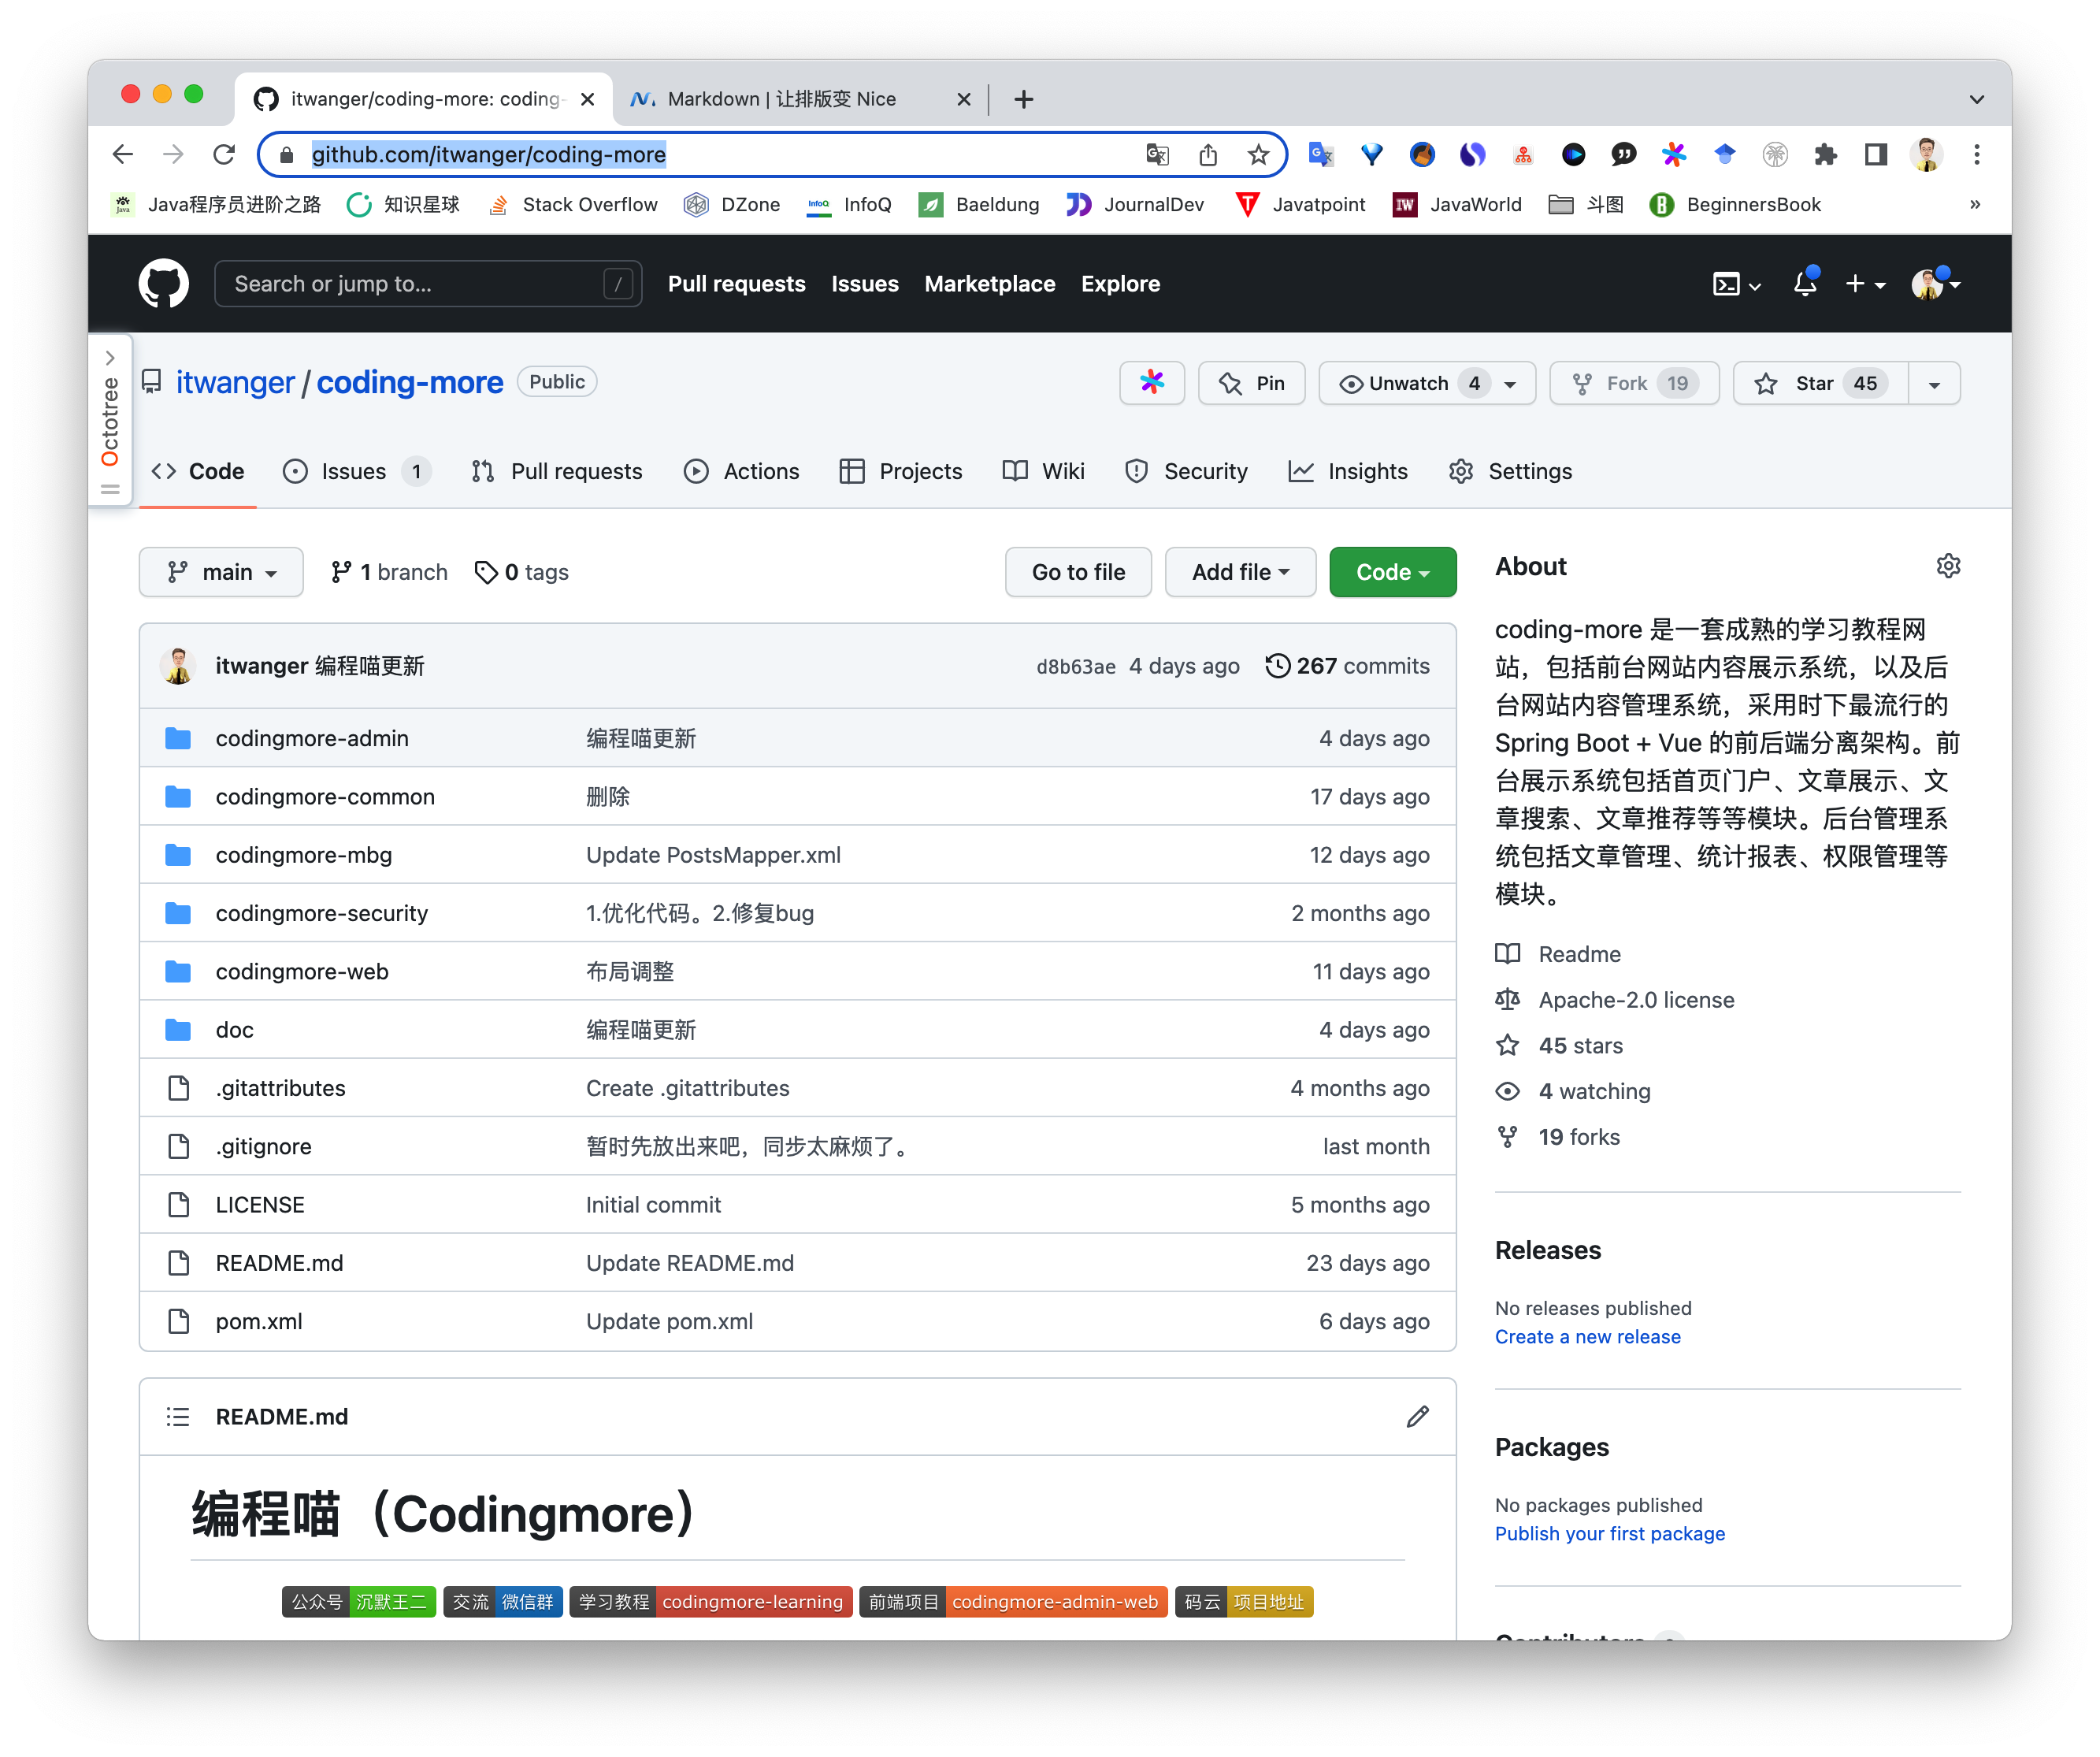 itwanger/coding-more: coding-
Markdown | 让排版变 Nice
github.com/itwanger/coding-more
Java程序员进阶之路
知识星球
Stack Overflow
DZone
InfoQ
Baeldung
JournalDev
Javatpoint
JavaWorld
斗图
BeginnersBook
»
Search or jump to...
/
Pull requests
Issues
Marketplace
Explore
Octotree
itwanger / coding-more
Public
Pin
Unwatch 4
Fork 19
Star 45
Code
Issues 1
Pull requests
Actions
Projects
Wiki
Security
Insights
Settings
main
1 branch
0 tags
Go to file
Add file
Code
itwanger 编程喵更新
d8b63ae 4 days ago
267 commits
codingmore-admin 编程喵更新 4 days ago
codingmore-common 删除 17 days ago
codingmore-mbg Update PostsMapper.xml 12 days ago
codingmore-security 1.优化代码。2.修复bug 2 months ago
codingmore-web 布局调整 11 days ago
doc 编程喵更新 4 days ago
.gitattributes Create .gitattributes 4 months ago
.gitignore 暂时先放出来吧，同步太麻烦了。 last month
LICENSE Initial commit 5 months ago
README.md Update README.md 23 days ago
pom.xml Update pom.xml 6 days ago
README.md
编程喵（Codingmore）
公众号 沉默王二
交流 微信群
学习教程 codingmore-learning
前端项目 codingmore-admin-web
码云 项目地址
About
coding-more 是一套成熟的学习教程网
站，包括前台网站内容展示系统，以及后
台网站内容管理系统，采用时下最流行的
Spring Boot + Vue 的前后端分离架构。前
台展示系统包括首页门户、文章展示、文
章搜索、文章推荐等等模块。后台管理系
统包括文章管理、统计报表、权限管理等
模块。
Readme
Apache-2.0 license
45 stars
4 watching
19 forks
Releases
No releases published
Create a new release
Packages
No packages published
Publish your first package
Contributors